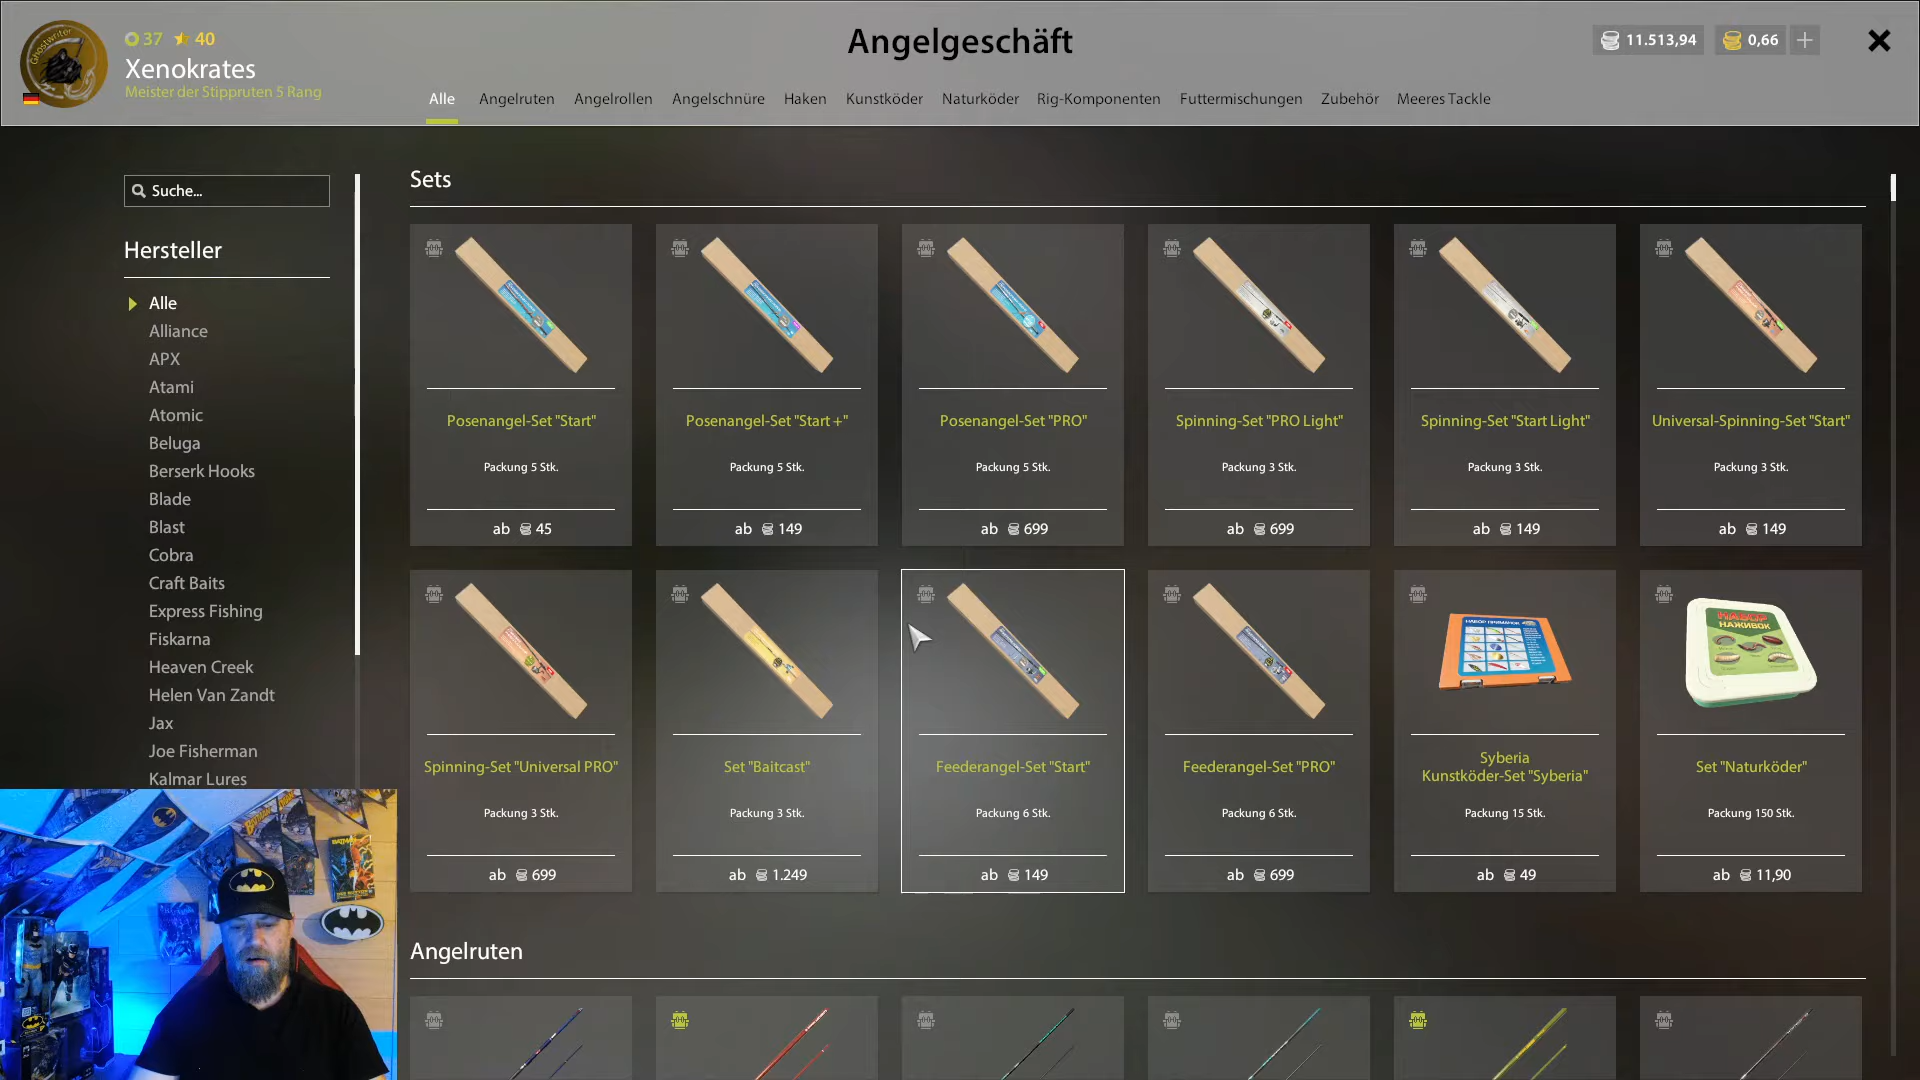 Ghostwriter
37 40
Xenokrates
Meister der Stippruten 5 Rang
Angelgeschäft
11.513,94 0,66
Alle Angelruten Angelrollen Angelschnüre Haken Kunstköder Naturköder Rig-Komponenten Futtermischungen Zubehör Meeres Tackle
Suche...
Hersteller
Alle
Alliance
APX
Atami
Atomic
Beluga
Berserk Hooks
Blade
Blast
Cobra
Craft Baits
Express Fishing
Fiskarna
Heaven Creek
Helen Van Zandt
Jax
Joe Fisherman
Kalmar Lures
Sets
Posenangel-Set "Start"
Packung 5 Stk.
ab 45
Posenangel-Set "Start +"
Packung 5 Stk.
ab 149
Posenangel-Set "PRO"
Packung 5 Stk.
ab 699
Spinning-Set "PRO Light"
Packung 3 Stk.
ab 699
Spinning-Set "Start Light"
Packung 3 Stk.
ab 149
Universal-Spinning-Set "Start"
Packung 3 Stk.
ab 149
Spinning-Set "Universal PRO"
Packung 3 Stk.
ab 699
Set "Baitcast"
Packung 3 Stk.
ab 1.249
Feederangel-Set "Start"
Packung 6 Stk.
ab 149
Feederangel-Set "PRO"
Packung 6 Stk.
ab 699
НАБОР ПРИМАНОК
Syberia
Kunstköder-Set "Syberia"
Packung 15 Stk.
ab 49
НАБОР
НАЖИВОК
Set "Naturköder"
Packung 150 Stk.
ab 11,90
Angelruten
BATMAN
BATMAN